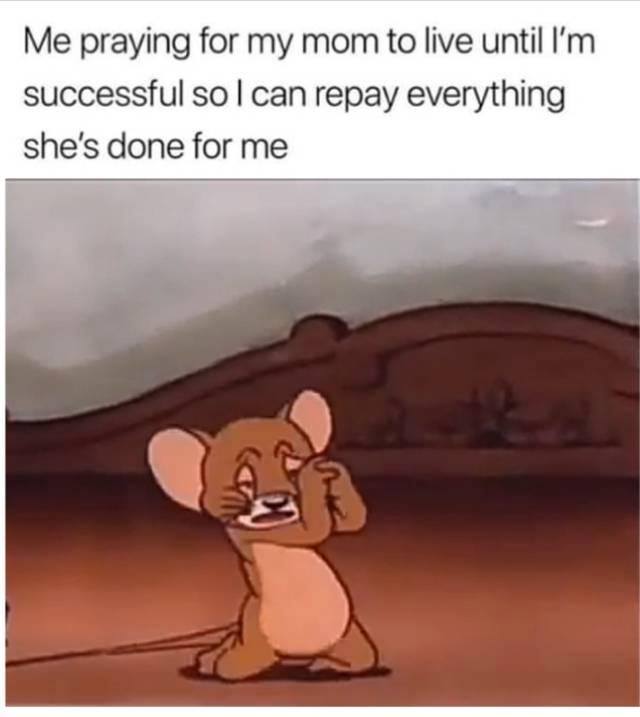 Me praying for my mom to live until I'm
successful so I can repay everything
she's done for me